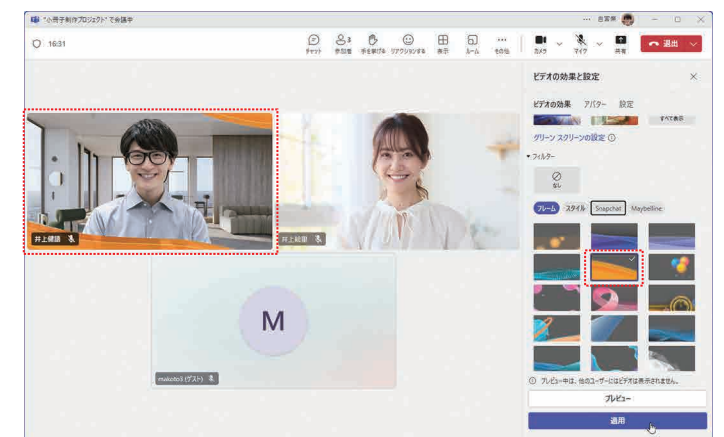 "小冊子制作プロジェクト" で会議中
自宮無
16:31
チャット
参加者 3
手を挙げる
リアクションする
表示
ルーム
その他
カメラ
マイク
共有
退出
ビデオの効果と設定
ビデオの効果 アバター 設定
すべて表示
グリーン スクリーンの設定
フィルター
なし
フレーム スタイル Snapchat Maybelline
井上健語
井上絵里
M
makoto3 (ゲスト)
プレビュー中は、他のユーザーにはビデオは表示されません。
プレビュー
適用